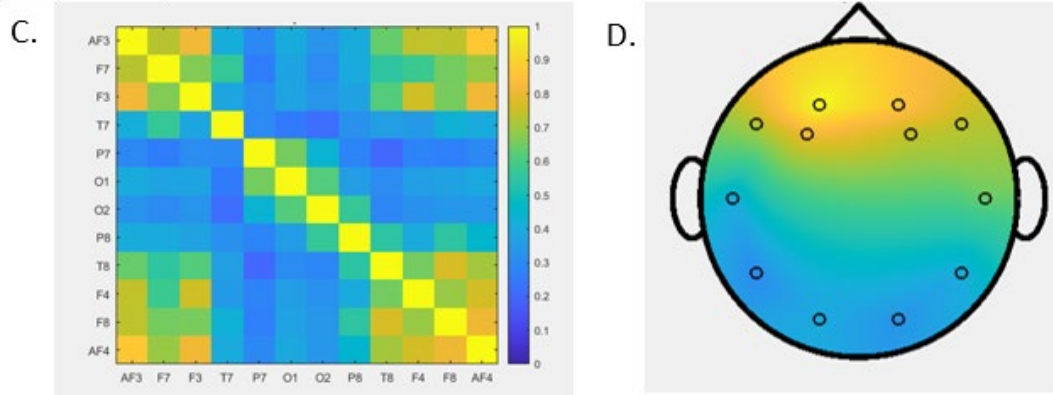 C.
D.
AF3
F7
F3
T7
P7
O1
O2
P8
T8
F4
F8
AF4
AF3 F7 F3 T7 P7 O1 O2 P8 T8 F4 F8 AF4
1
0.9
0.8
0.7
0.6
0.5
0.4
0.3
0.2
0.1
0